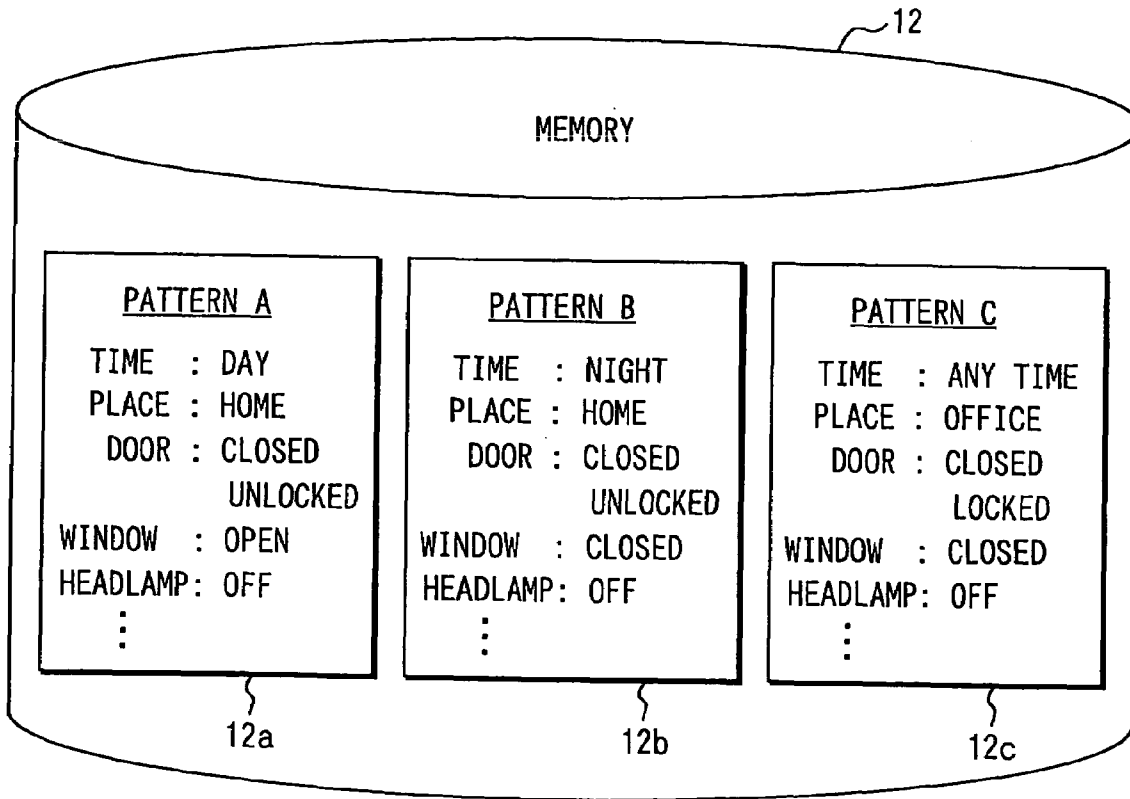 12
MEMORY
PATTERN A
TIME : DAY
PLACE : HOME
DOOR : CLOSED
UNLOCKED
WINDOW : OPEN
HEADLAMP : OFF
⋮
12a
PATTERN B
TIME : NIGHT
PLACE : HOME
DOOR : CLOSED
UNLOCKED
WINDOW : CLOSED
HEADLAMP : OFF
⋮
12b
PATTERN C
TIME : ANY TIME
PLACE : OFFICE
DOOR : CLOSED
LOCKED
WINDOW : CLOSED
HEADLAMP : OFF
⋮
12c